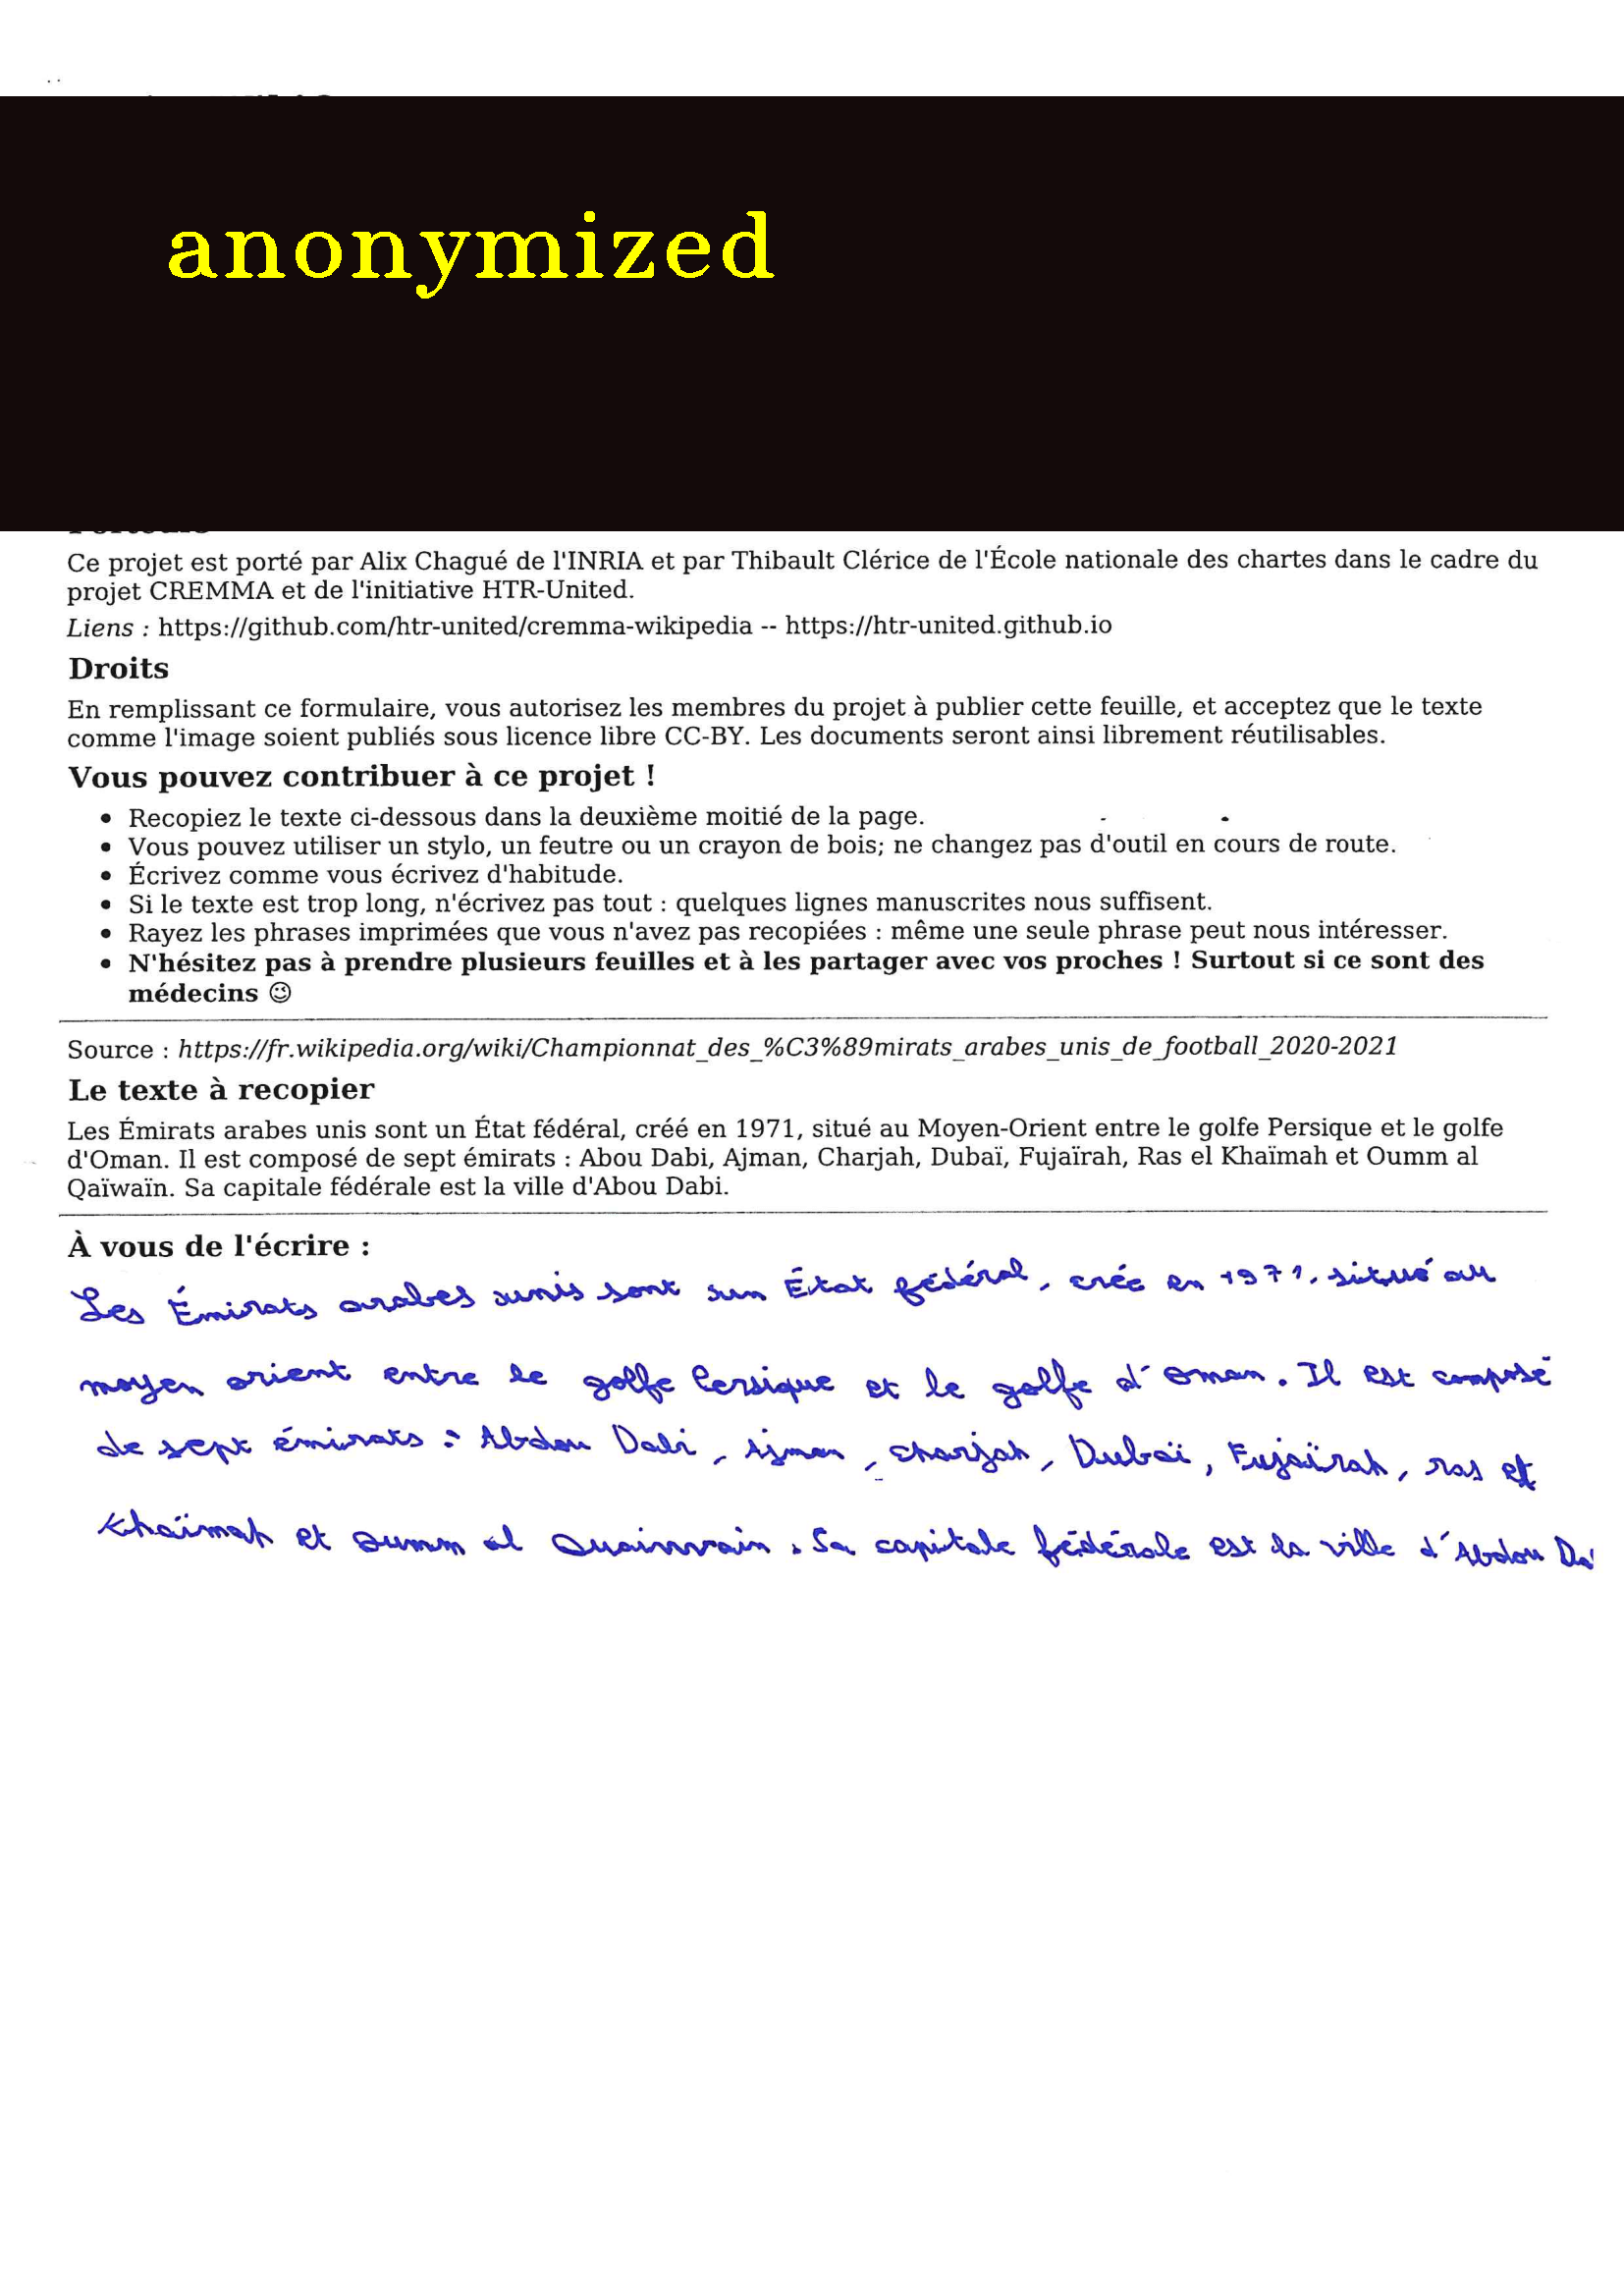 anonymized
Ce projet est porté par Alix Chagué de l'INRIA et par Thibault Clérice de l'École nationale des chartes dans le cadre du
projet CREMMA et de l'initiative HTR-United.
Liens : https://github.com/htr-united/cremma-wikipedia -- https://htr-united.github.io
Droits
En remplissant ce formulaire, vous autorisez les membres du projet à publier cette feuille, et acceptez que le texte
comme l'image soient publiés sous licence libre CC-BY. Les documents seront ainsi librement réutilisables.
Vous pouvez contribuer à ce projet !
• Recopiez le texte ci-dessous dans la deuxième moitié de la page.
• Vous pouvez utiliser un stylo, un feutre ou un crayon de bois; ne changez pas d'outil en cours de route.
• Écrivez comme vous écrivez d'habitude.
• Si le texte est trop long, n'écrivez pas tout : quelques lignes manuscrites nous suffisent.
• Rayez les phrases imprimées que vous n'avez pas recopiées : même une seule phrase peut nous intéresser.
• N'hésitez pas à prendre plusieurs feuilles et à les partager avec vos proches ! Surtout si ce sont des
médecins 😉
Source : https://fr.wikipedia.org/wiki/Championnat_des_%C3%89mirats_arabes_unis_de_football_2020-2021
Le texte à recopier
Les Émirats arabes unis sont un État fédéral, créé en 1971, situé au Moyen-Orient entre le golfe Persique et le golfe
d'Oman. Il est composé de sept émirats : Abou Dabi, Ajman, Charjah, Dubaï, Fujaïrah, Ras el Khaïmah et Oumm al
Qaïwaïn. Sa capitale fédérale est la ville d'Abou Dabi.
À vous de l'écrire :
Les Émirats arabes unis sont un État fédéral, crée en 1971, situé au
moyen orient entre le golfe Persique et le golfe d'Oman. Il est composé
de sept émirats : Abdou Dabi, Ajman, Charjah, Dubaï, Fujaïrah, ras el
Khaïmah et Oumm al Quainwain. Sa capitale fédérale est la ville d'Abdou Da